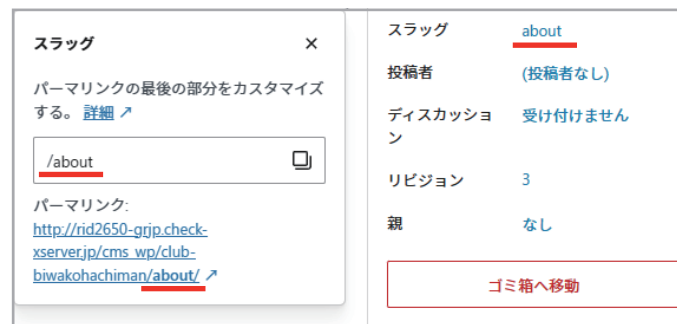 スラッグ
×
パーマリンクの最後の部分をカスタマイズ
する。 詳細 ↗
/about
パーマリンク:
http://rid2650-grjp.check-
xserver.jp/cms_wp/club-
biwakohachiman/about/ ↗
スラッグ about
投稿者 (投稿者なし)
ディスカッショ 受け付けません
ン
リビジョン 3
親 なし
ゴミ箱へ移動